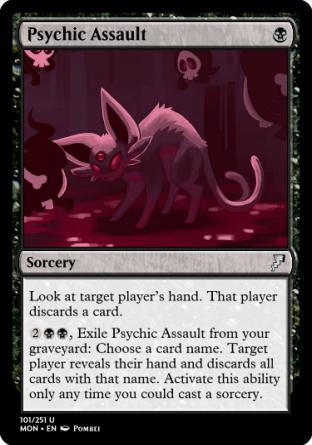 Psychic Assault
Sorcery
Look at target player's hand. That player
discards a card.
2, Exile Psychic Assault from your
graveyard: Choose a card name. Target
player reveals their hand and discards all
cards with that name. Activate this ability
only any time you could cast a sorcery.
101/251 U
MON • EN Pombei